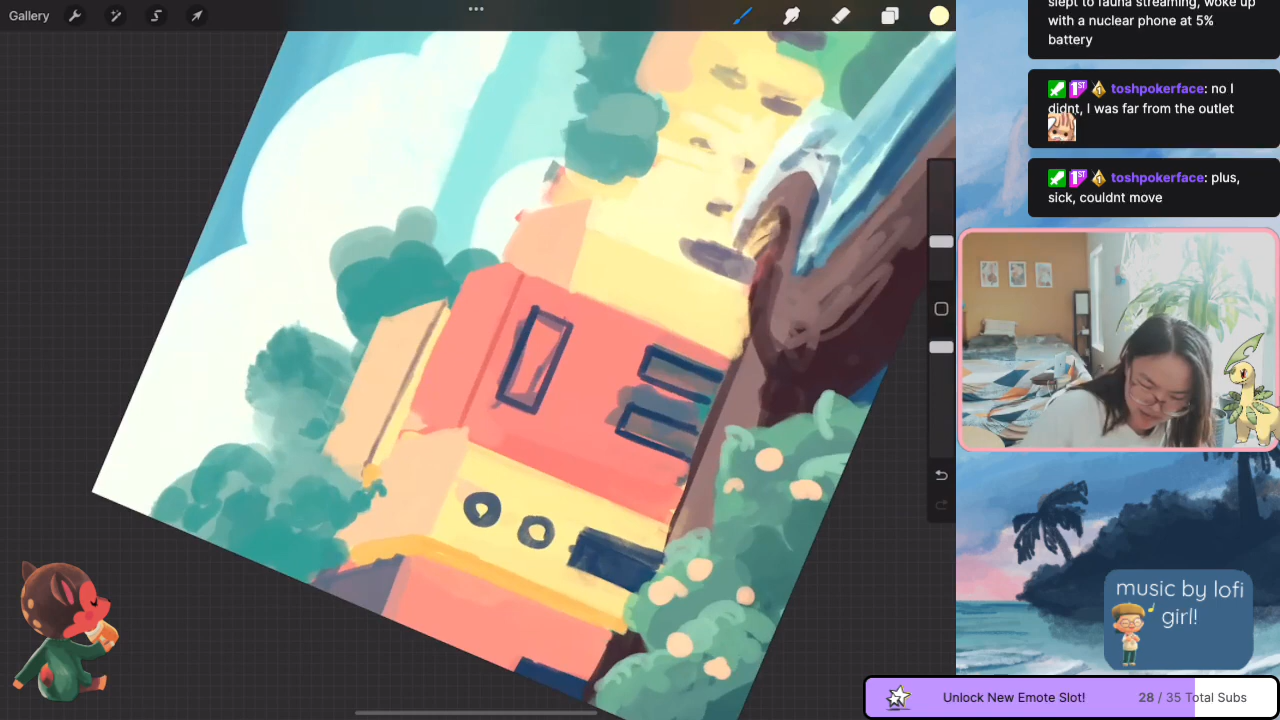 Gallery
slept to fauna streaming, woke up
with a nuclear phone at 5%
battery
1ST toshpokerface: no I
didnt, I was far from the outlet
1ST toshpokerface: plus,
sick, couldnt move
music by lofi
girl!
Unlock New Emote Slot! 28 / 35 Total Subs